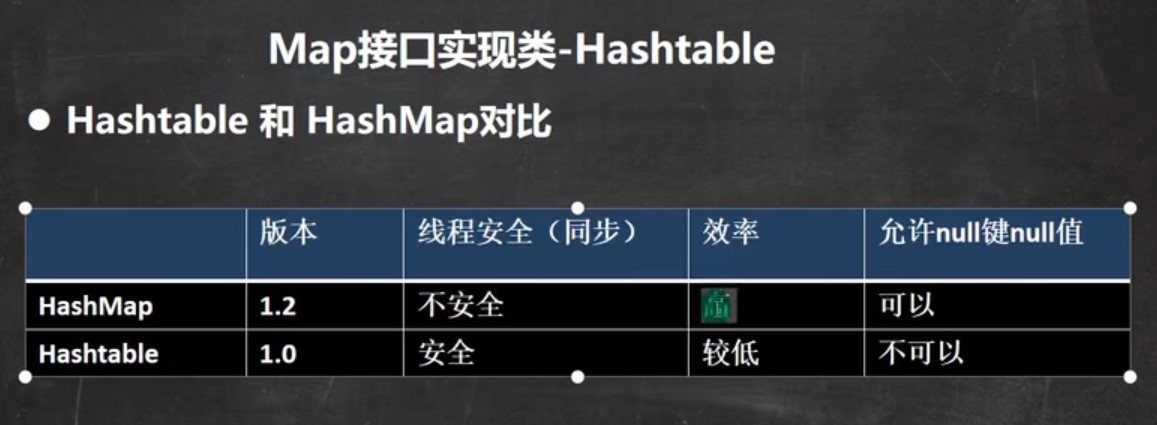 Map接口实现类-Hashtable
● Hashtable 和 HashMap对比
版本 线程安全（同步） 效率 允许null键null值
HashMap 1.2 不安全 高 可以
Hashtable 1.0 安全 较低 不可以